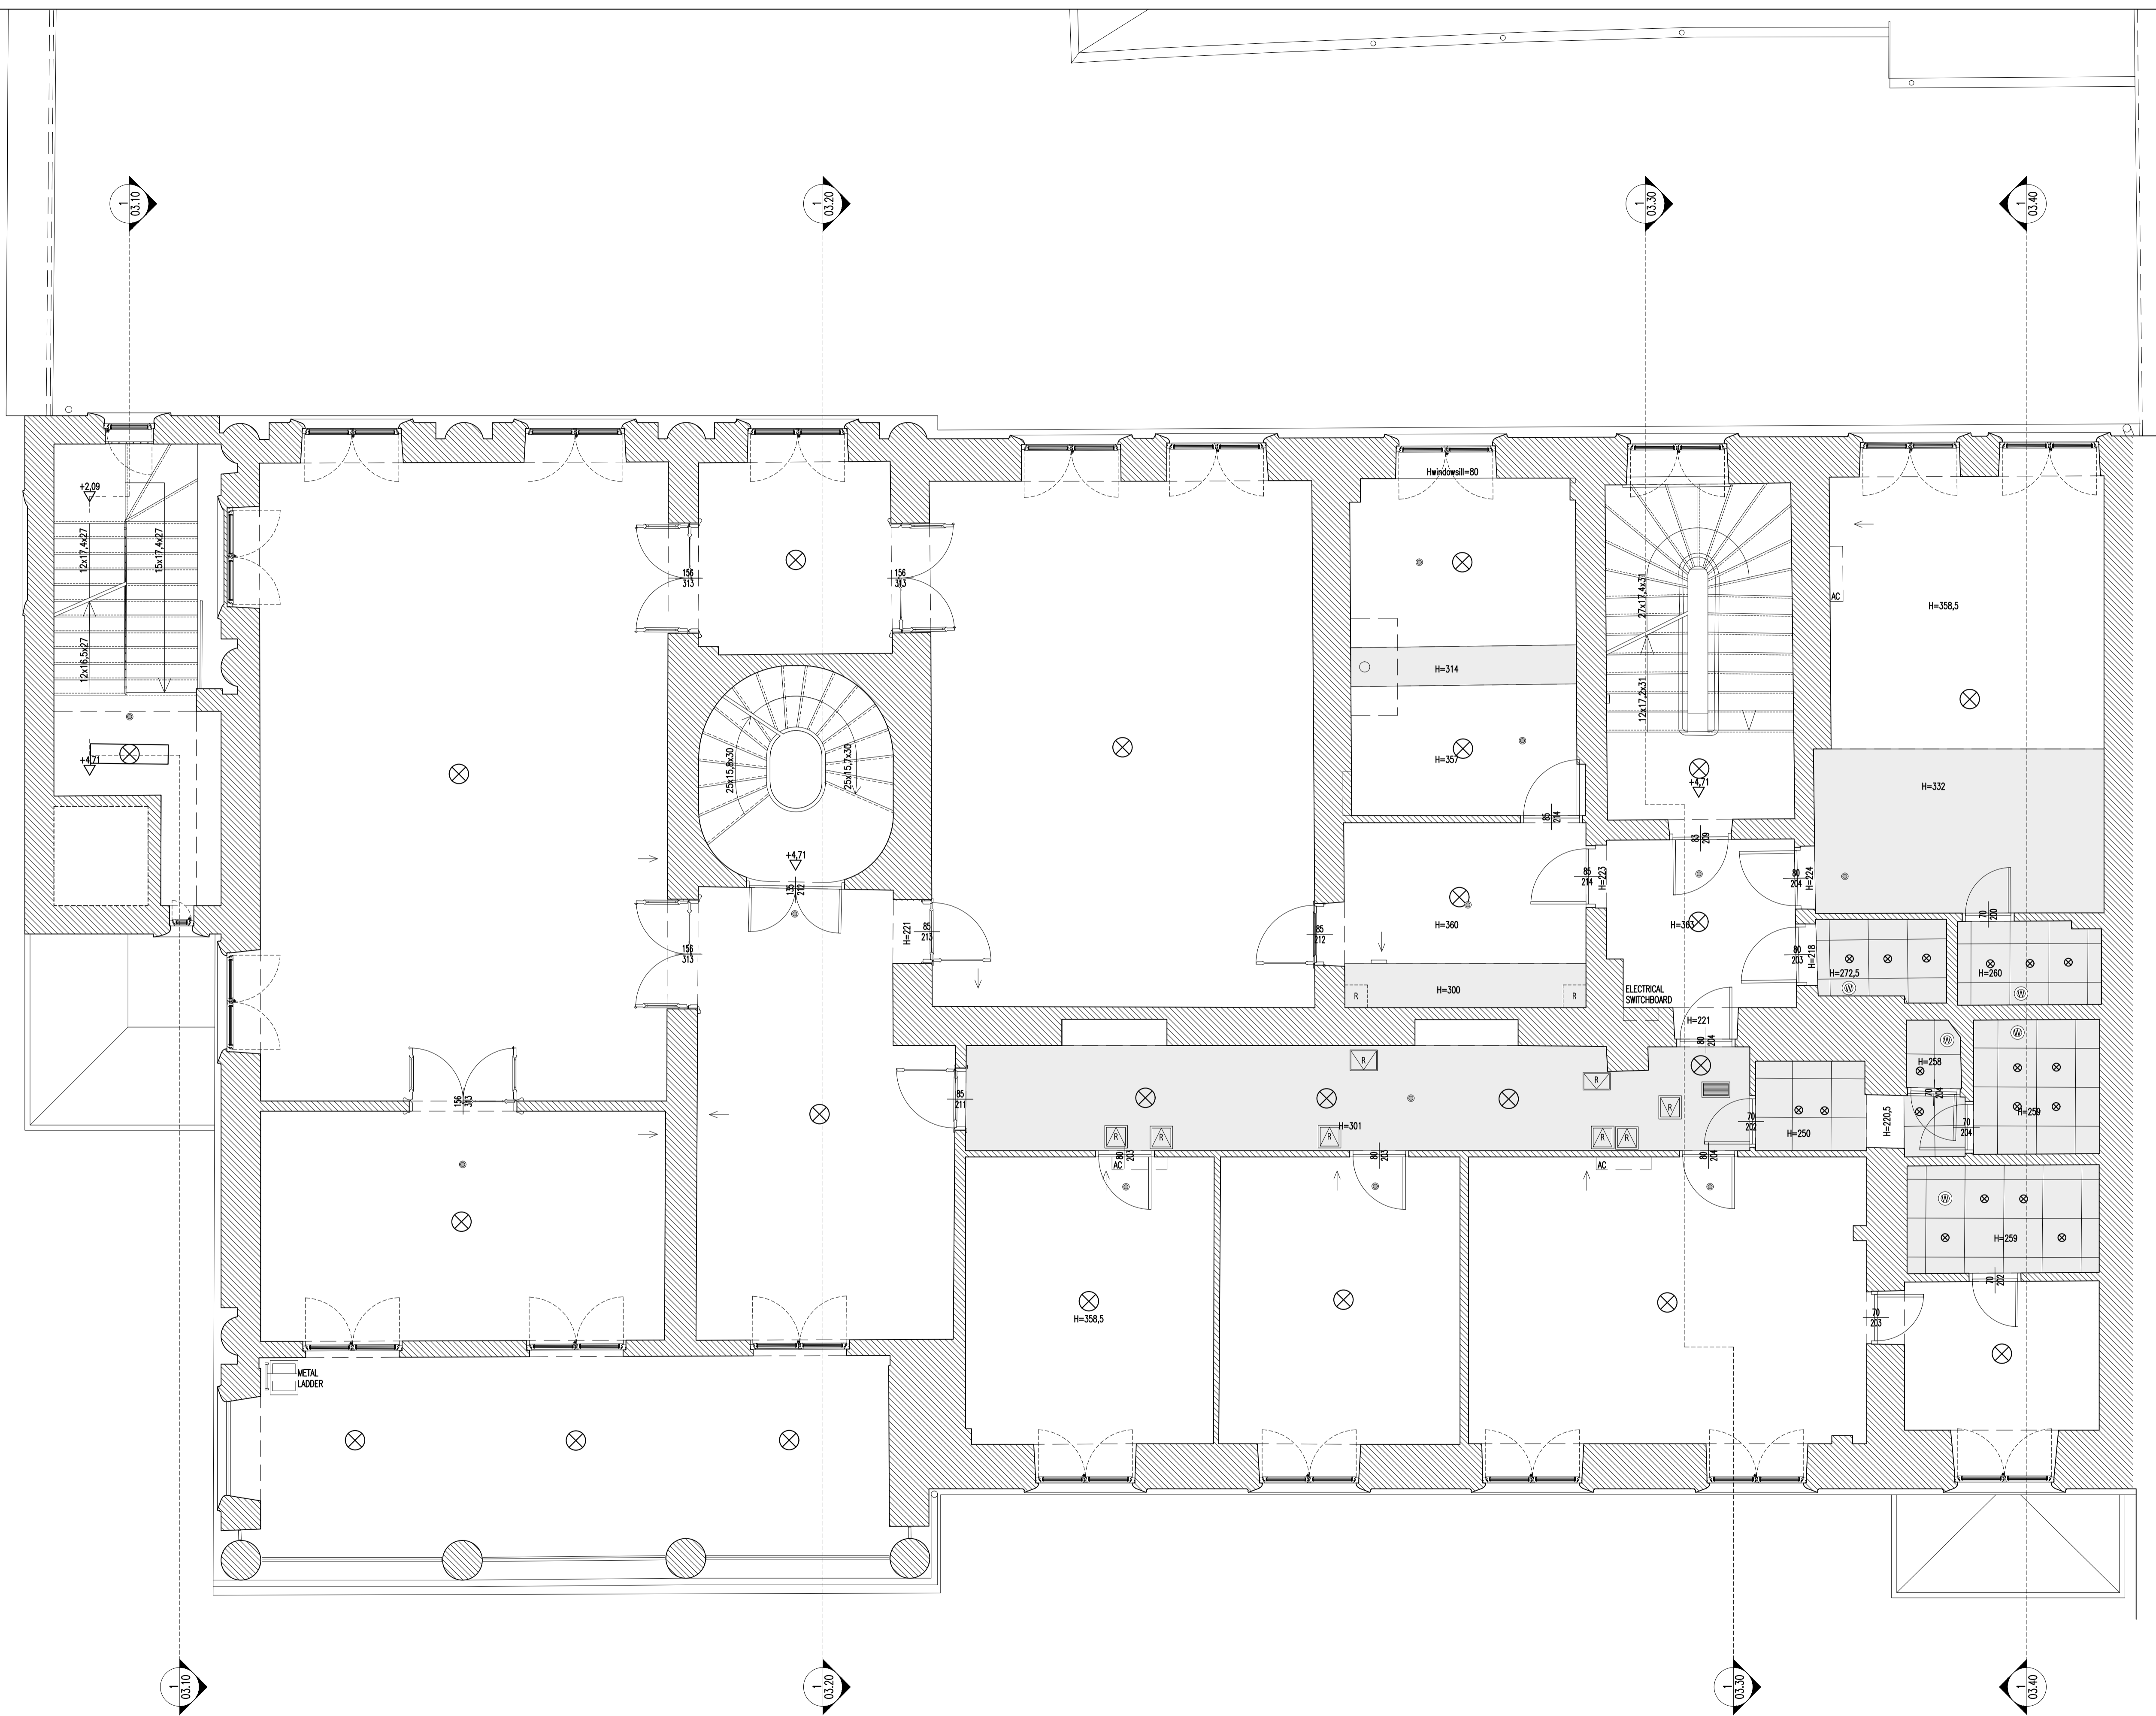 1
03.10
1
03.20
1
03.30
1
03.40
+2,09
12x17,4x27
15x17,4x27
12x16,5x27
+4,71
156
313
156
313
25x15,8x30
25x15,7x30
+4,71
135
212
156
313
H=221
85
213
85
212
Hwindowsill=80
H=314
H=357
85
214
H=360
85
214
H=223
H=300
R
R
27x17,4x31
12x17,2x31
+4,71
83
209
H=363
ELECTRICAL
SWITCHBOARD
H=221
80
204
AC
H=358,5
H=332
80
204
H=224
70
200
80
203
H=218
H=272,5
W
H=260
W
H=258
W
W
70
204
H=259
70
204
H=220,5
H=250
70
202
W
H=259
70
202
70
203
156
313
85
211
R
R
R
H=301
R
R
R
R
R
80
203
AC
80
203
AC
80
204
H=358,5
METAL
LADDER
1
03.10
1
03.20
1
03.30
1
03.40